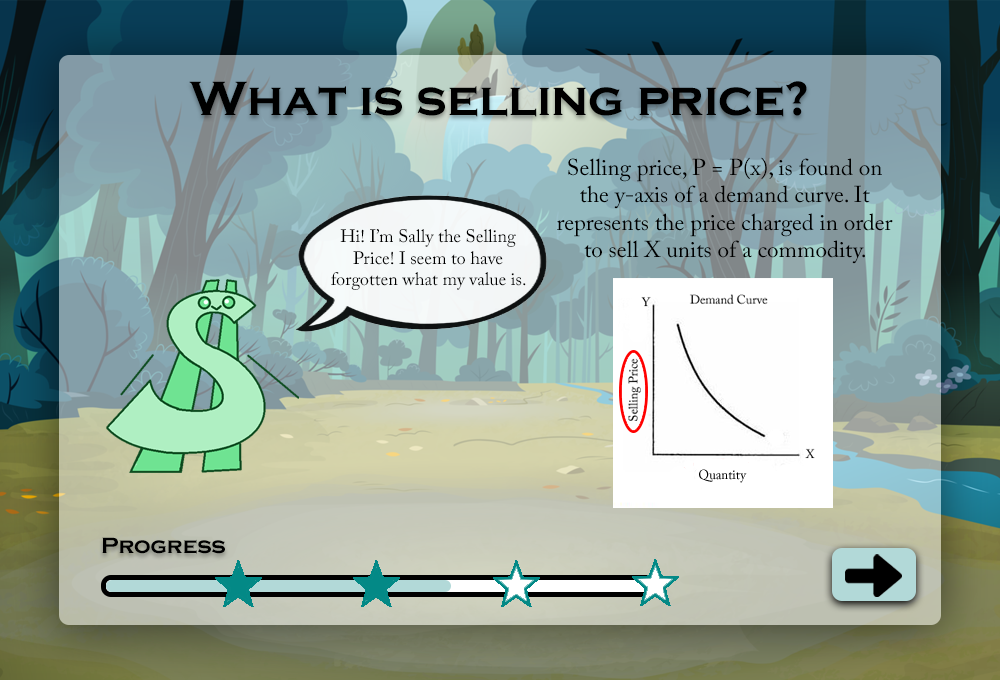 WHAT IS SELLING PRICE?
Selling price, P = P(x), is found on
the y-axis of a demand curve. It
represents the price charged in order
to sell X units of a commodity.
Hi! I'm Sally the Selling
Price! I seem to have
forgotten what my value is.
Demand Curve
Y
Selling Price
X
Quantity
PROGRESS